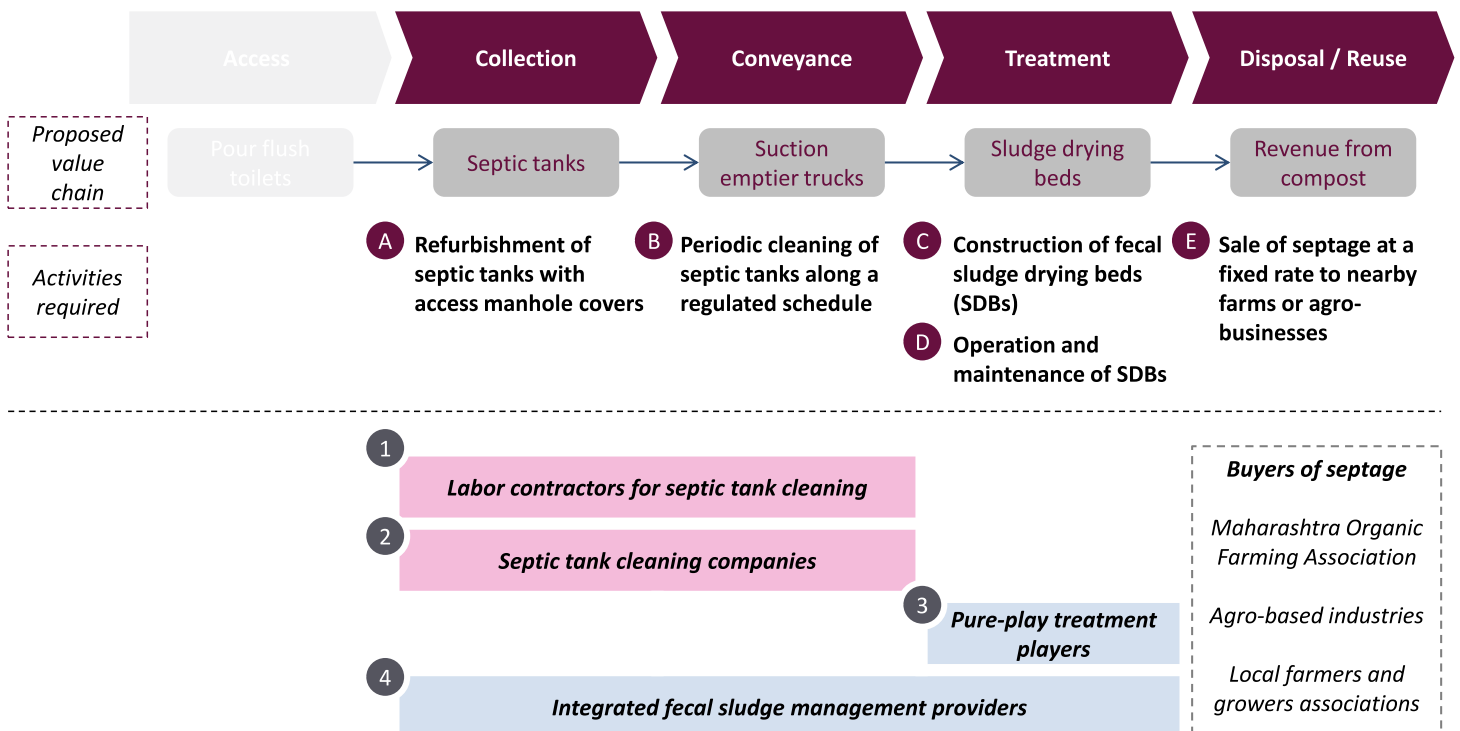 Access
Collection
Conveyance
Treatment
Disposal / Reuse
Proposed
value
chain
Pour flush
toilets
Septic tanks
Suction
emptier trucks
Sludge drying
beds
Revenue from
compost
Activities
required
A
Refurbishment of
septic tanks with
access manhole covers
B
Periodic cleaning of
septic tanks along a
regulated schedule
C
Construction of fecal
sludge drying beds
(SDBs)
D
Operation and
maintenance of SDBs
E
Sale of septage at a
fixed rate to nearby
farms or agro-
businesses
1
Labor contractors for septic tank cleaning
2
Septic tank cleaning companies
3
Pure-play treatment
players
4
Integrated fecal sludge management providers
Buyers of septage
Maharashtra Organic
Farming Association
Agro-based industries
Local farmers and
growers associations